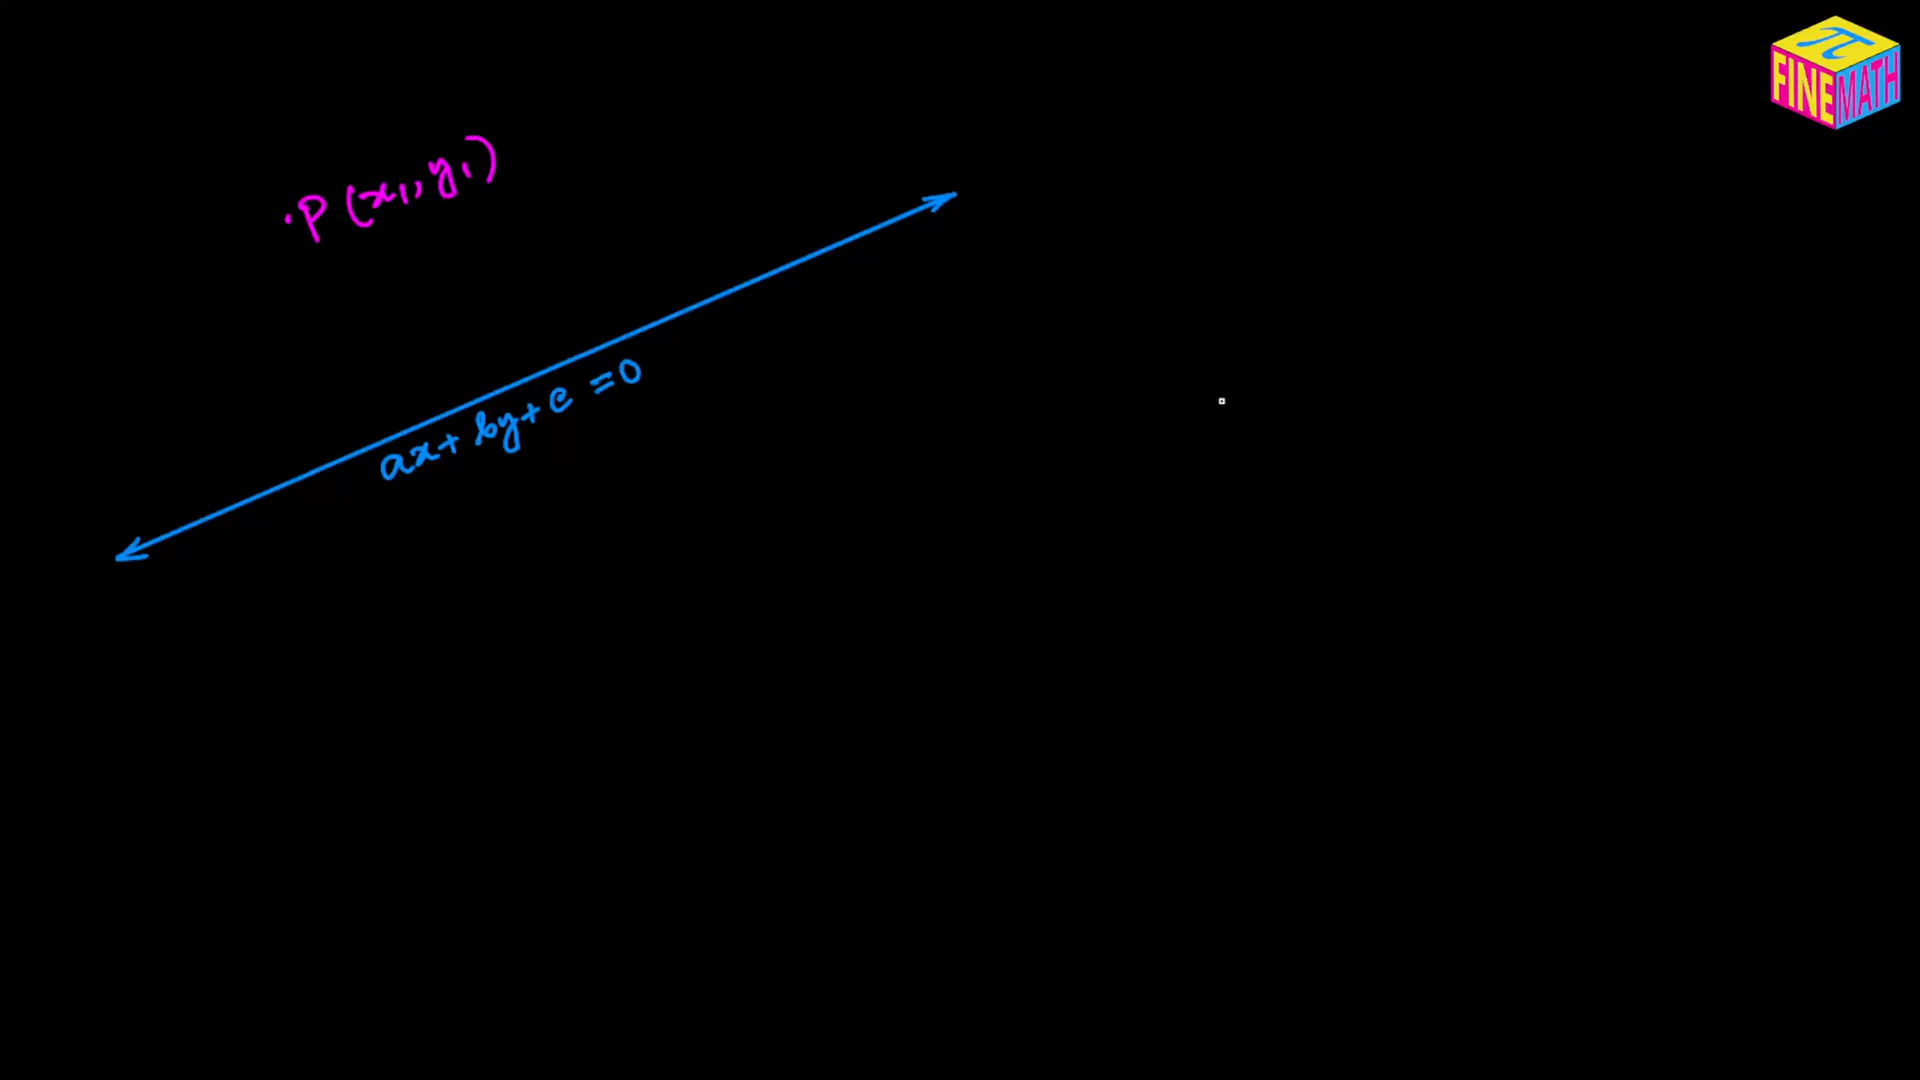 π
FINE MATH
·P(x₁, y₁)
ax + by + c = 0